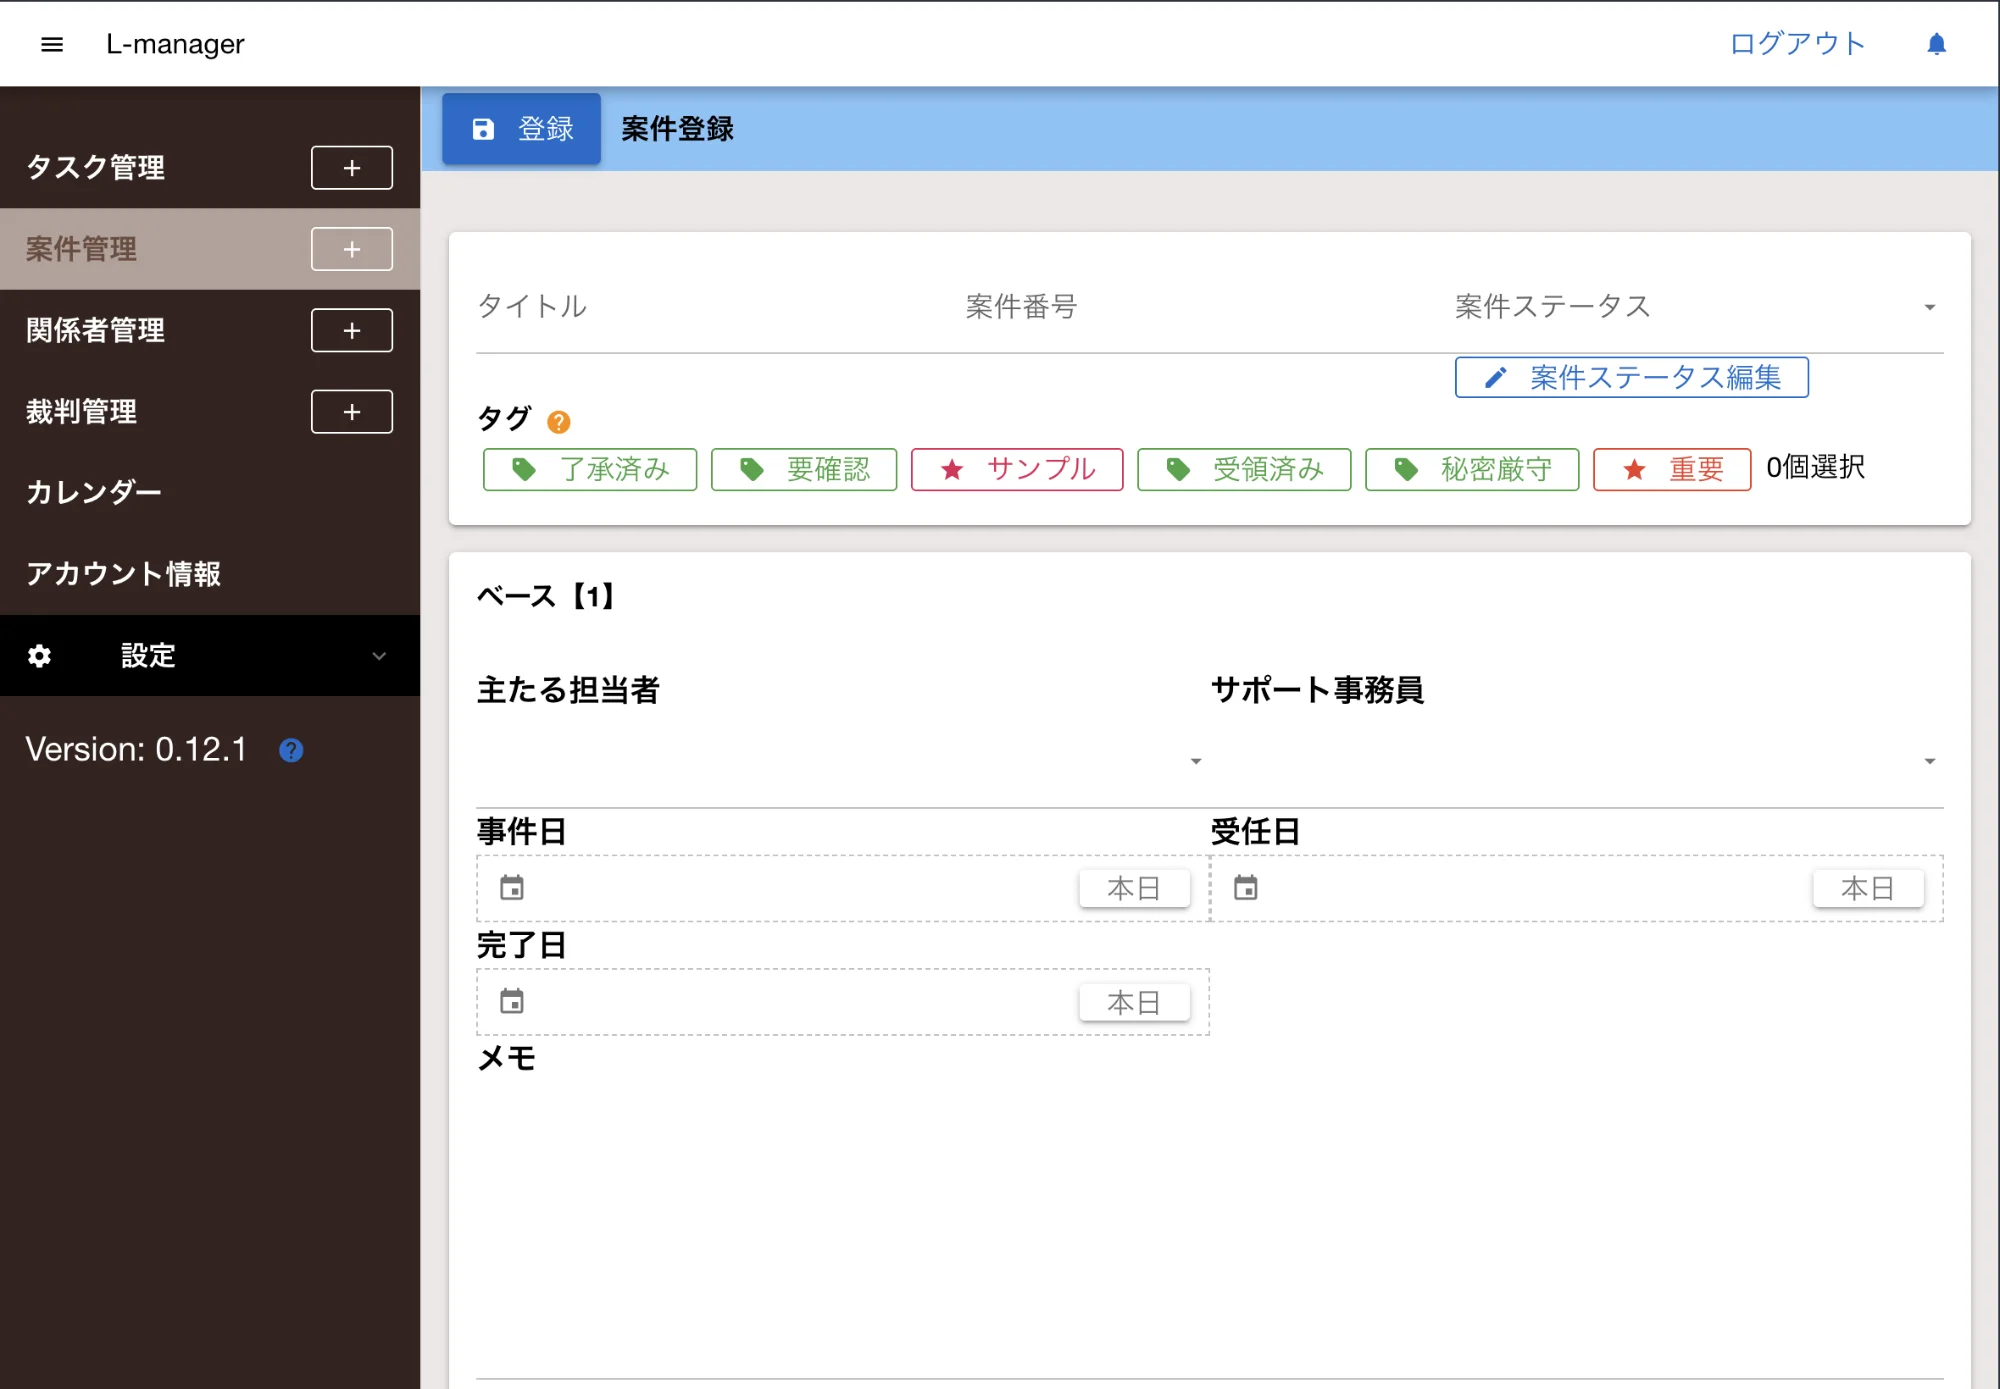 L-manager
ログアウト
登録
案件登録
タスク管理
+
案件管理
+
関係者管理
+
裁判管理
+
カレンダー
アカウント情報
設定
Version: 0.12.1
?
タイトル
案件番号
案件ステータス
案件ステータス編集
タグ ?
了承済み
要確認
サンプル
受領済み
秘密厳守
重要
0個選択
ベース【1】
主たる担当者
サポート事務員
事件日
受任日
本日
本日
完了日
本日
メモ